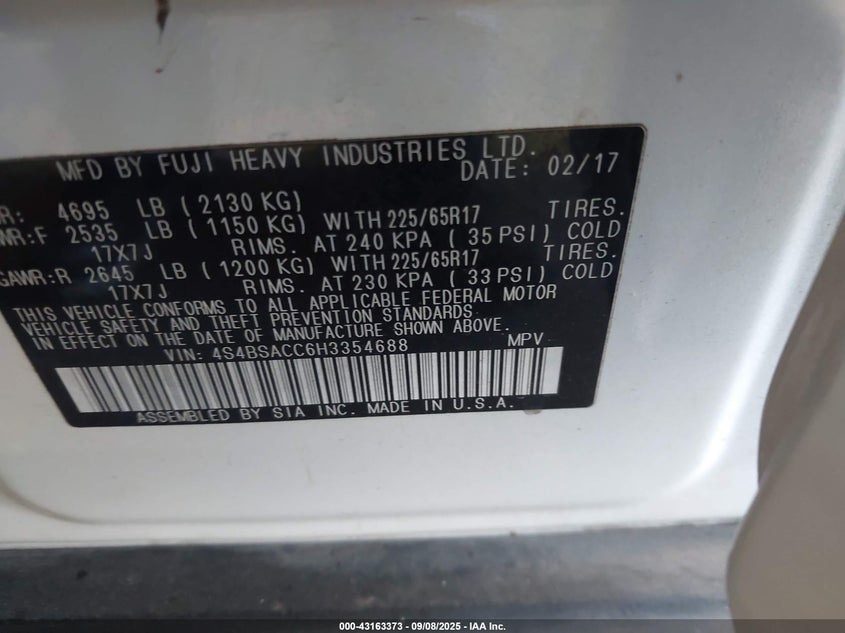 MFD BY FUJI HEAVY INDUSTRIES LTD.
DATE: 02/17
R: 4695 LB (2130 KG)
WR:F 2535 LB (1150 KG) WITH 225/65R17 TIRES.
17X7J RIMS. AT 240 KPA (35 PSI) COLD
GAWR:R 2645 LB (1200 KG) WITH 225/65R17 TIRES.
17X7J RIMS. AT 230 KPA (33 PSI) COLD
THIS VEHICLE CONFORMS TO ALL APPLICABLE FEDERAL MOTOR
VEHICLE SAFETY AND THEFT PREVENTION STANDARDS
IN EFFECT ON THE DATE OF MANUFACTURE SHOWN ABOVE.
VIN: 4S4BSACC6H3354688 MPV
ASSEMBLED BY SIA INC. MADE IN U.S.A.
000-43163373 - 09/08/2025 - IAA Inc.